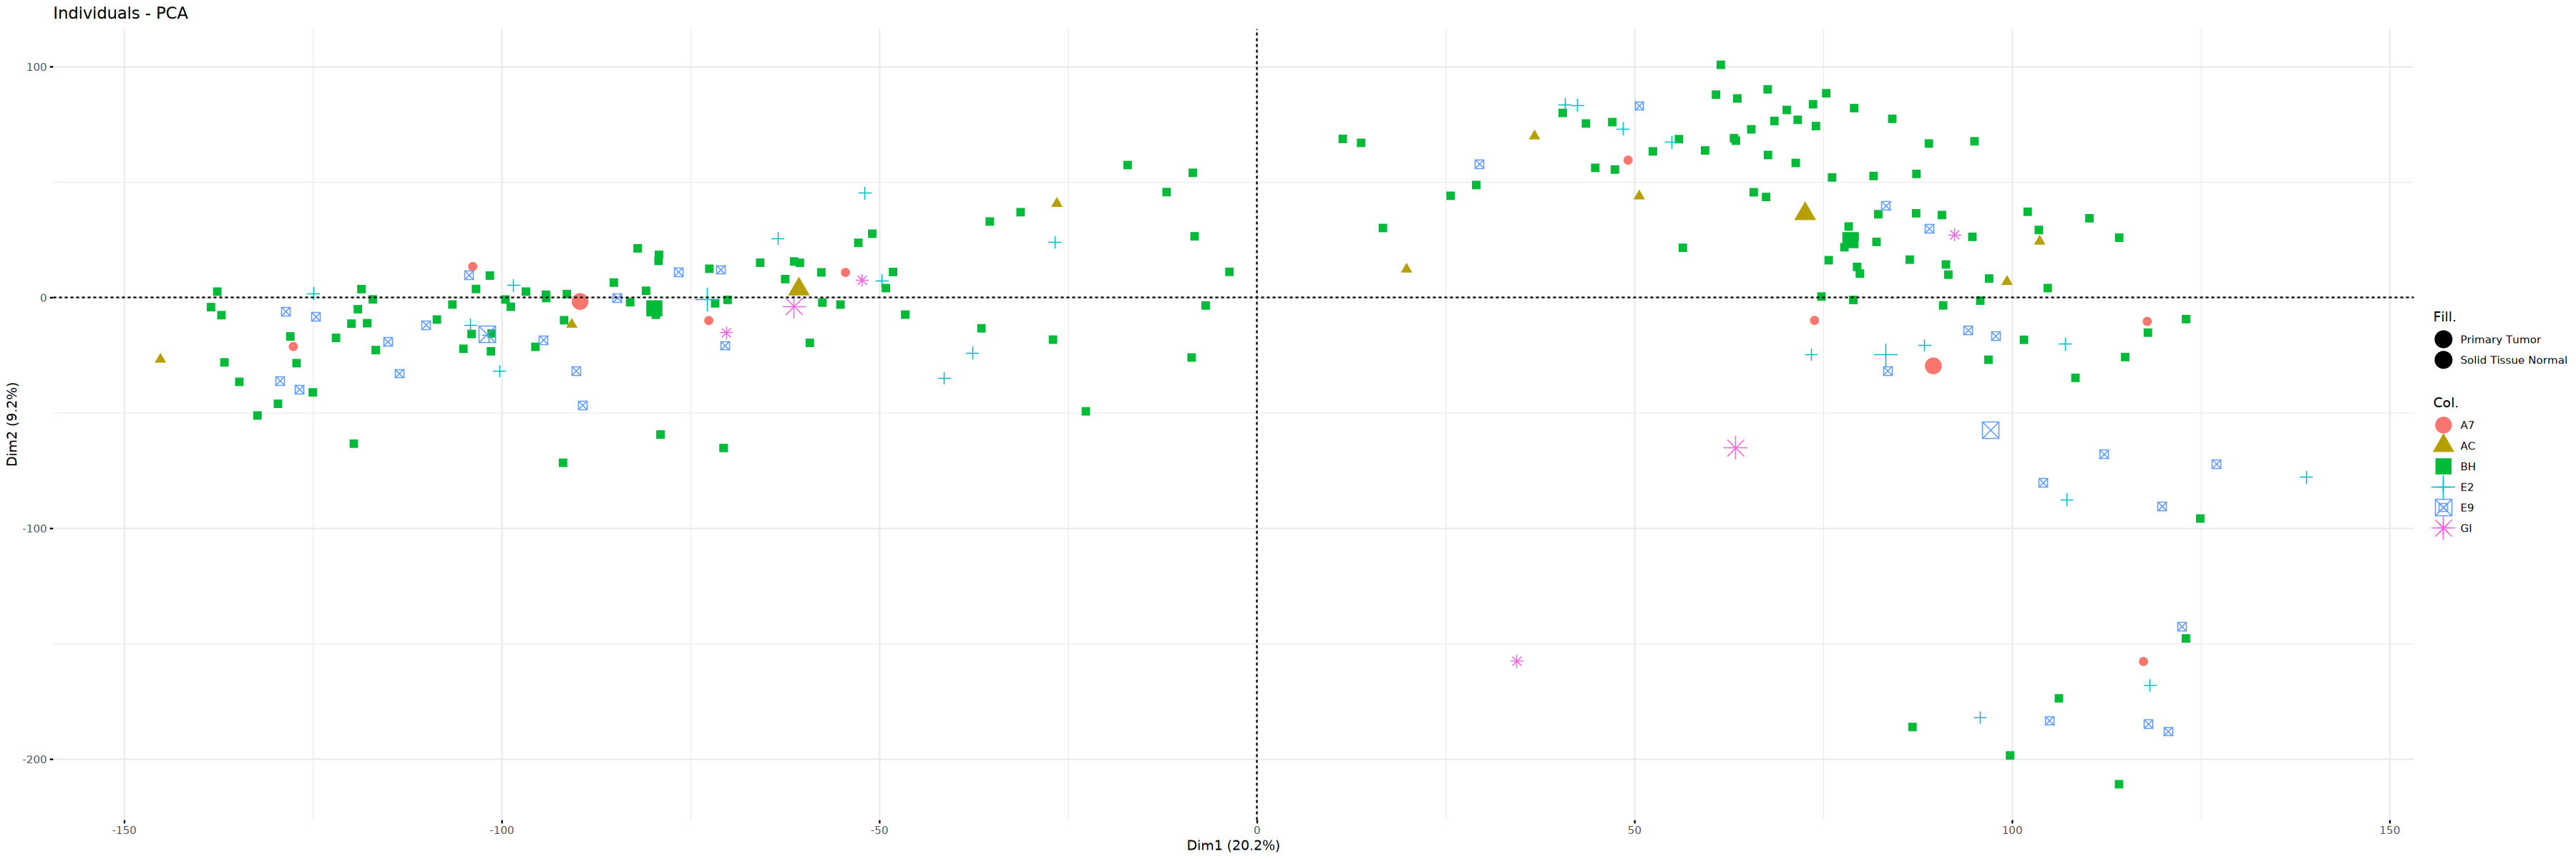 Individuals - PCA
100
0
-100
-200
Dim2 (9.2%)
-150
-100
-50
0
50
100
150
Dim1 (20.2%)
Fill.
Primary Tumor
Solid Tissue Normal
Col.
A7
AC
BH
E2
E9
GI